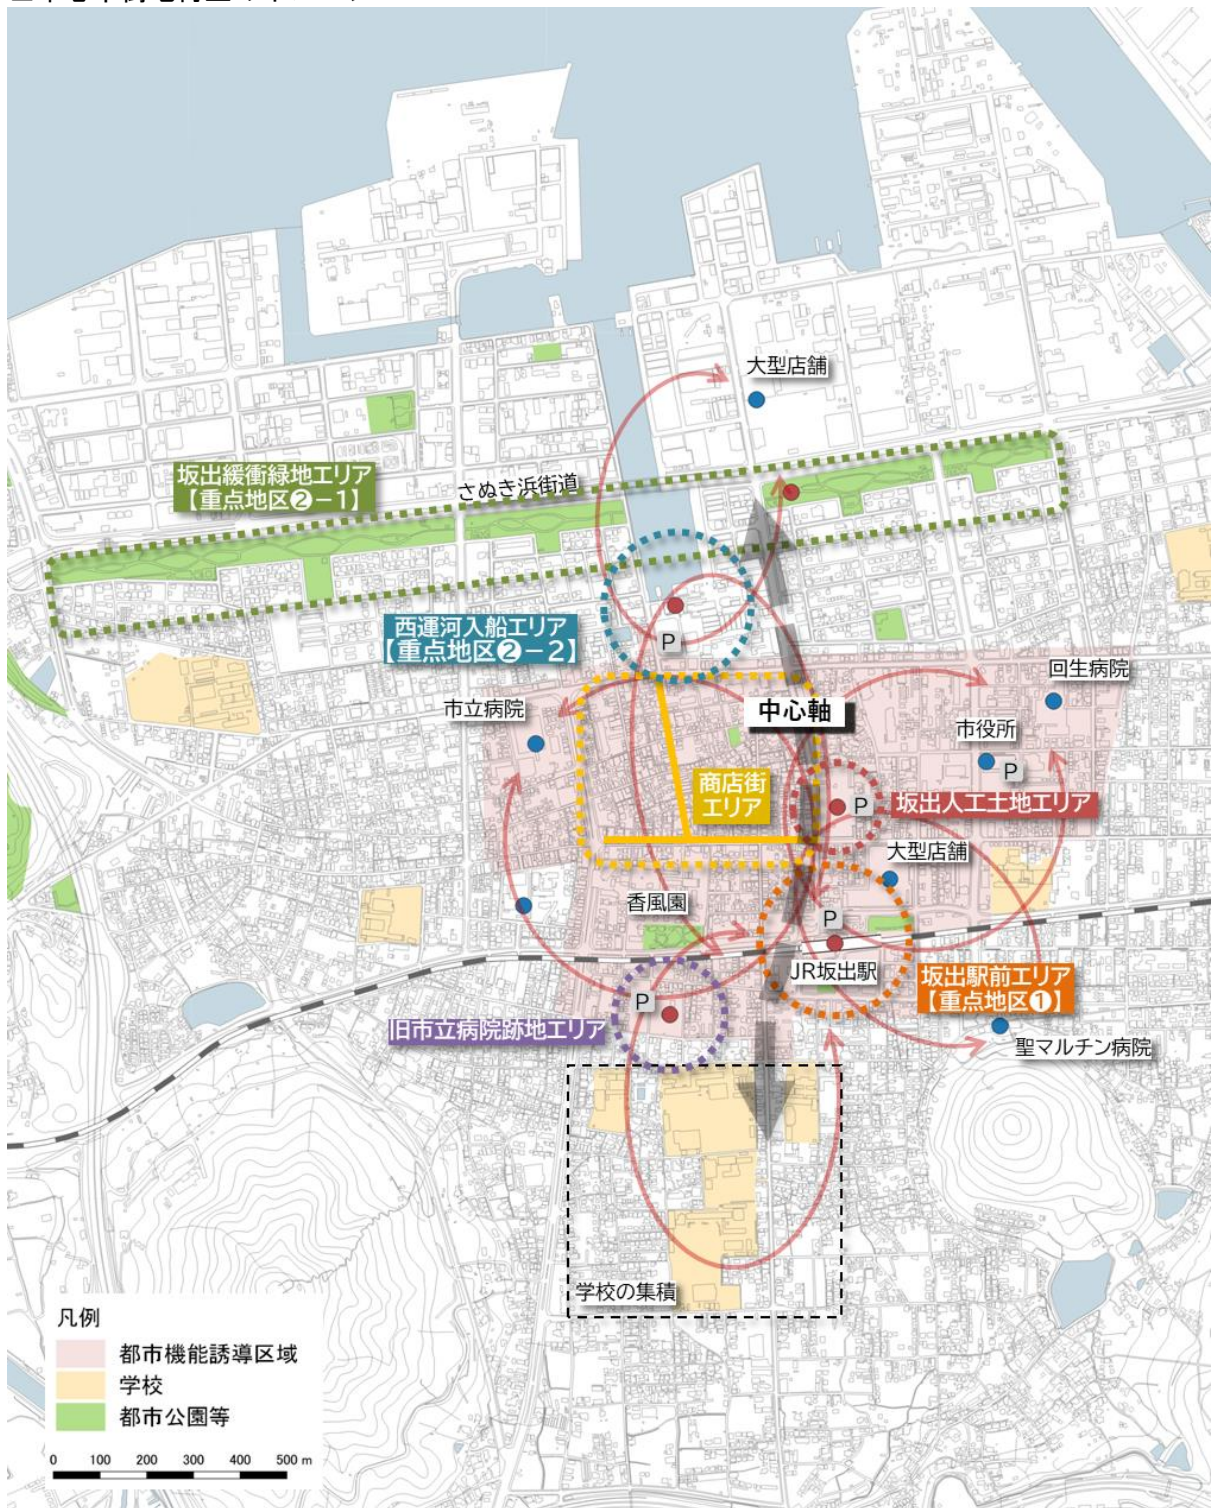 大型店舗
坂出緩衝緑地エリア
【重点地区❷－1】
さぬき浜街道
西運河入船エリア
【重点地区❷－2】
P
回生病院
市立病院
中心軸
市役所
P
商店街
エリア
P
坂出人工土地エリア
大型店舗
香風園
P
JR坂出駅
坂出駅前エリア
【重点地区❶】
P
旧市立病院跡地エリア
聖マルチン病院
学校の集積
凡例
都市機能誘導区域
学校
都市公園等
0 100 200 300 400 500 m